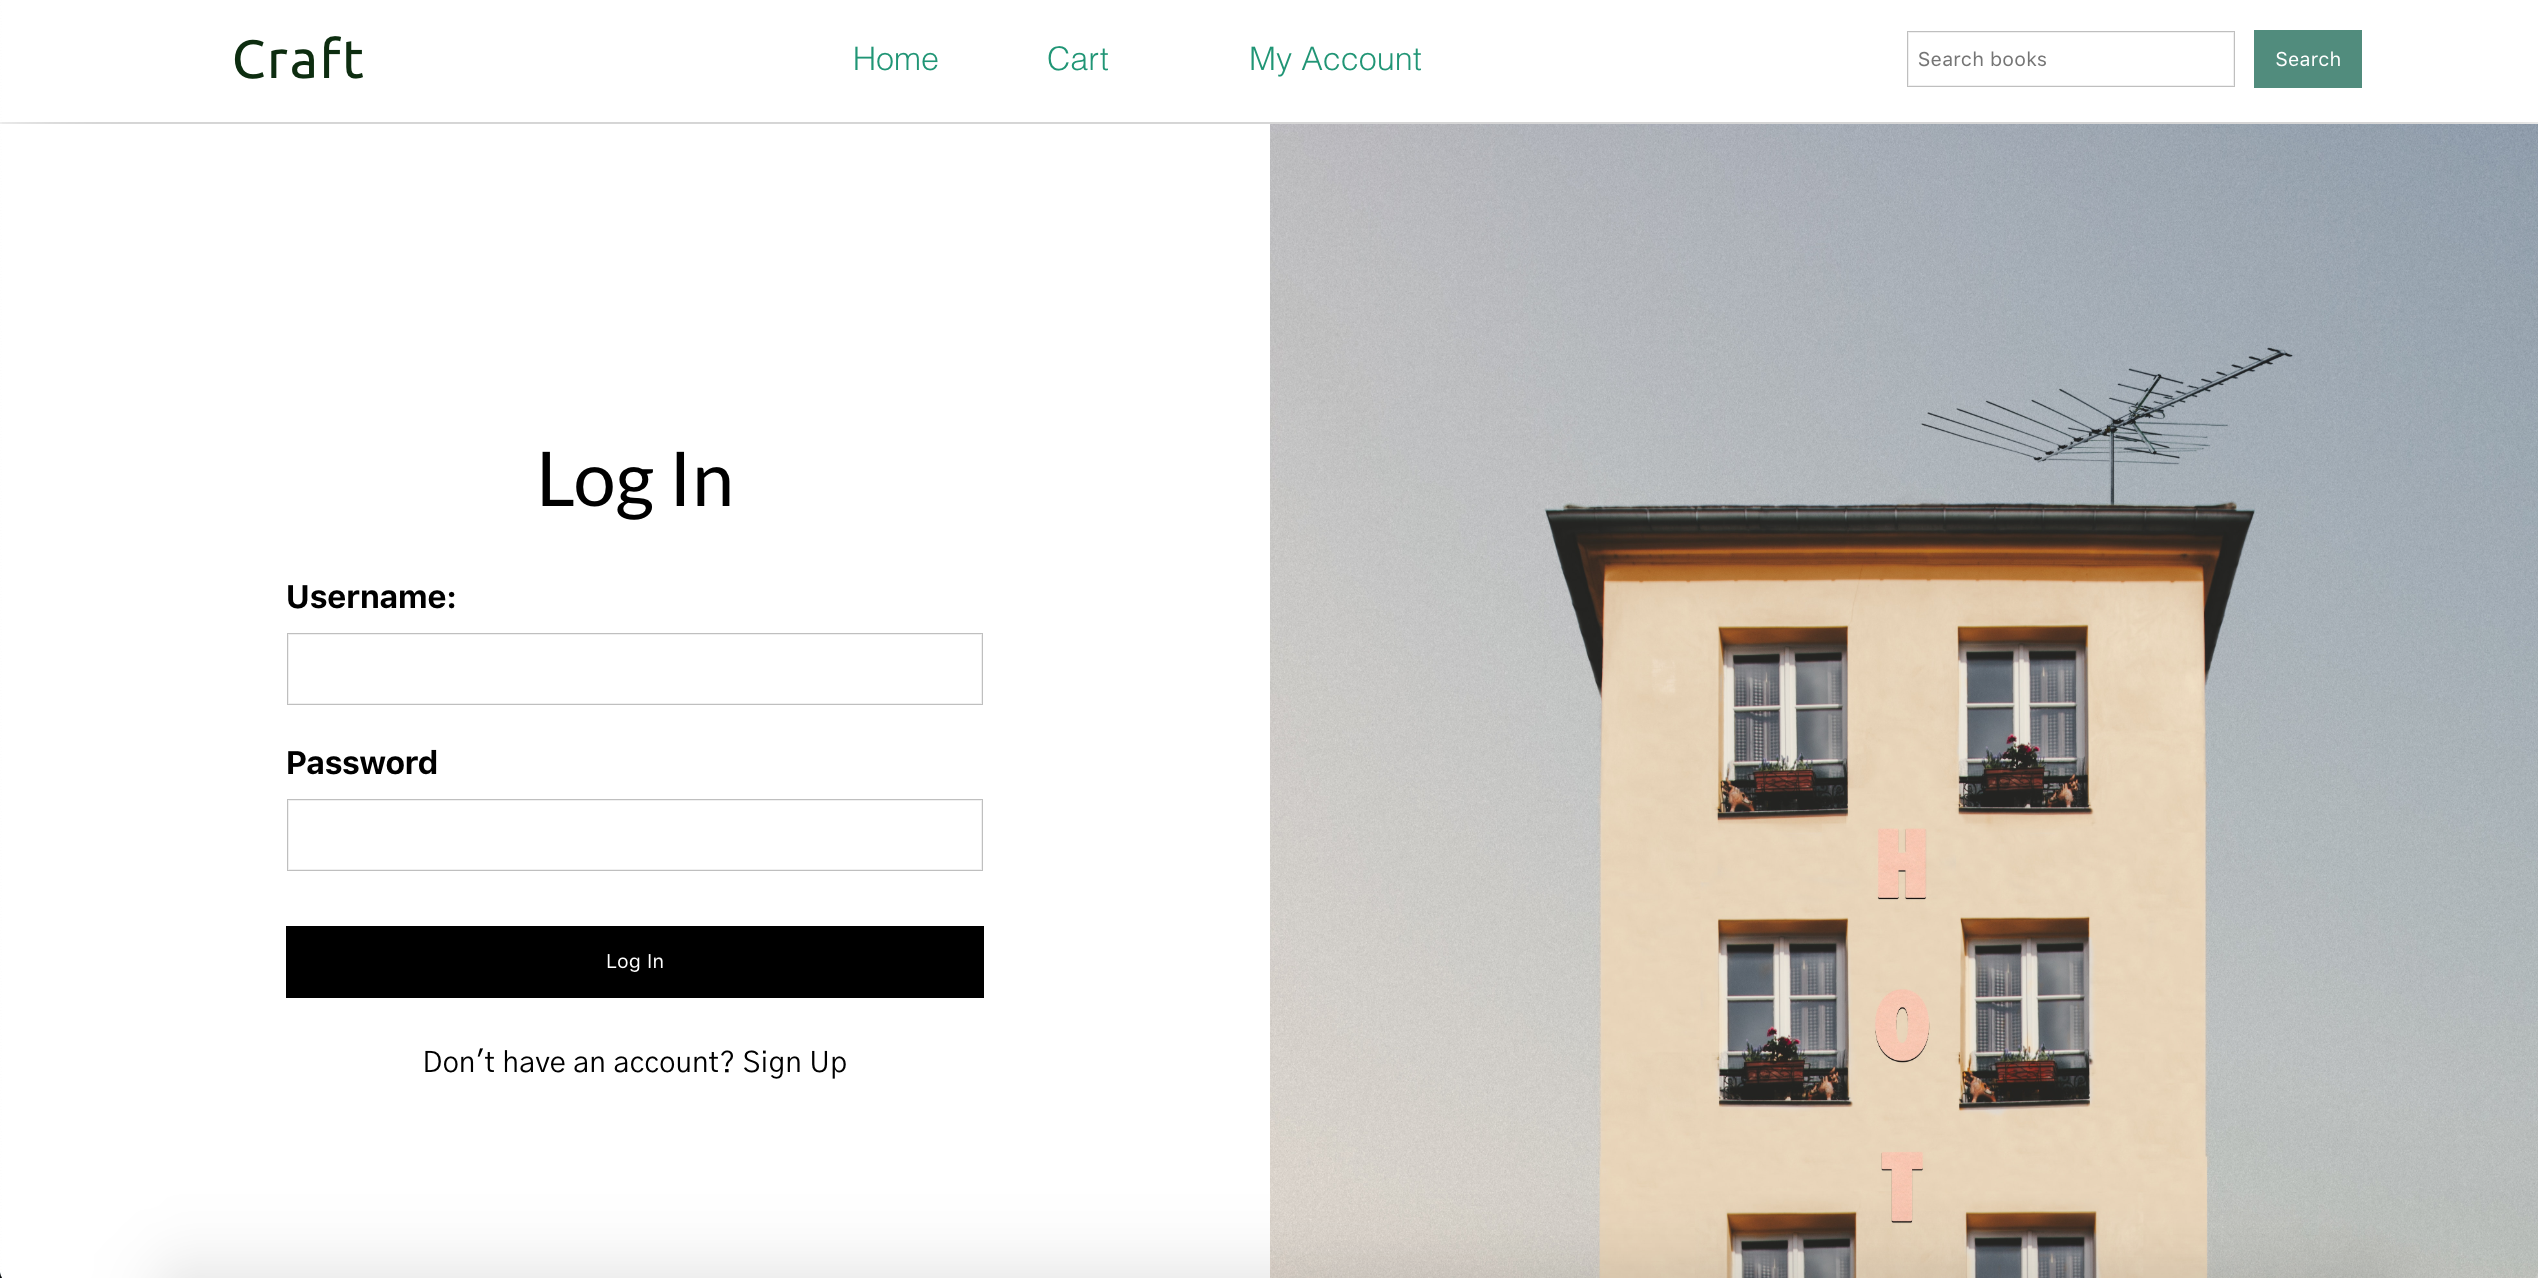 Craft
Home
Cart
My Account
Search books
Search
Log In
Username:
Password
Log In
Don't have an account? Sign Up
H
O
T